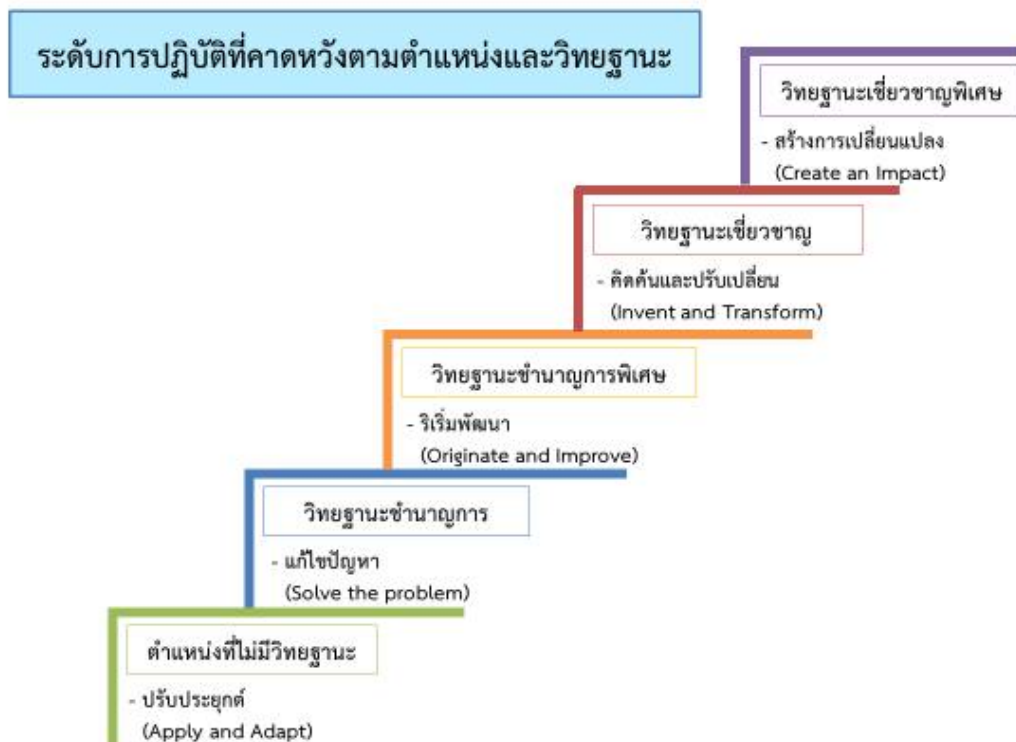 ระดับการปฏิบัติที่คาดหวังตามตำแหน่งและวิทยฐานะ
วิทยฐานะเชี่ยวชาญพิเศษ
- สร้างการเปลี่ยนแปลง
(Create an Impact)
วิทยฐานะเชี่ยวชาญ
- คิดค้นและปรับเปลี่ยน
(Invent and Transform)
วิทยฐานะชำนาญการพิเศษ
- ริเริ่มพัฒนา
(Originate and Improve)
วิทยฐานะชำนาญการ
- แก้ไขปัญหา
(Solve the problem)
ตำแหน่งที่ไม่มีวิทยฐานะ
- ปรับประยุกต์
(Apply and Adapt)